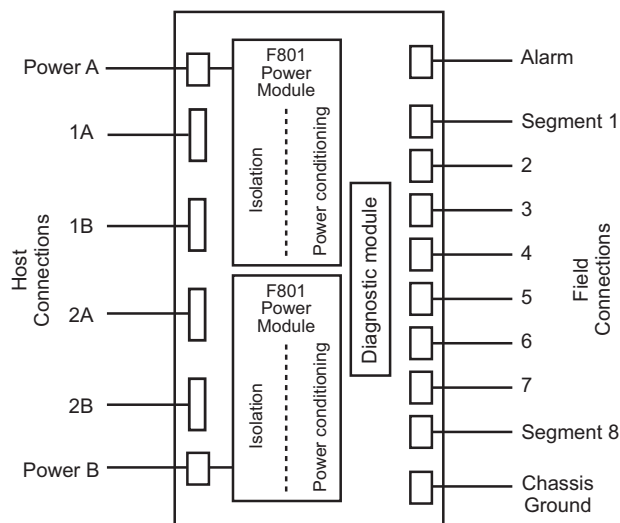 Power A
1A
1B
2A
2B
Power B
Host
Connections
F801
Power
Module
Isolation
Power conditioning
F801
Power
Module
Isolation
Power conditioning
Diagnostic module
Alarm
Segment 1
2
3
4
5
6
7
Segment 8
Chassis
Ground
Field
Connections